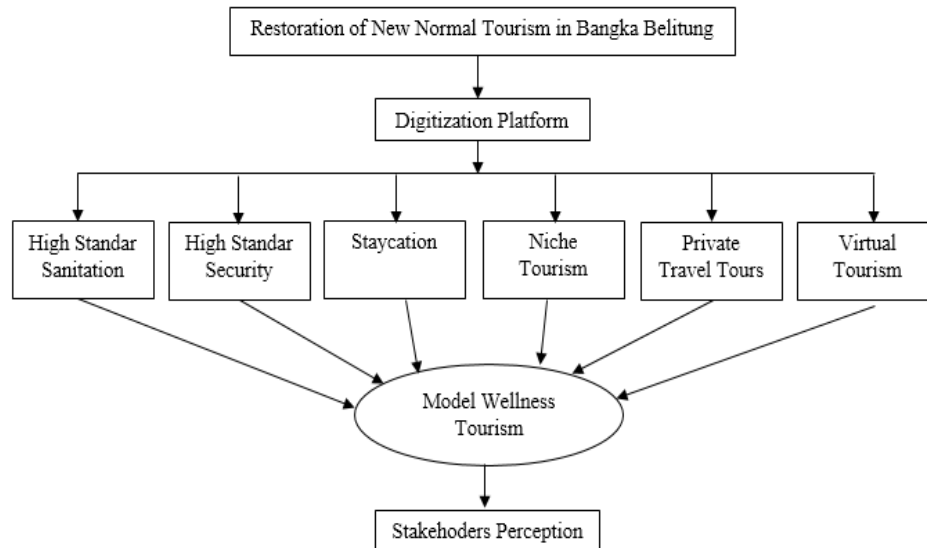 Restoration of New Normal Tourism in Bangka Belitung
Digitization Platform
High Standar
Sanitation
High Standar
Security
Staycation
Niche
Tourism
Private
Travel Tours
Virtual
Tourism
Model Wellness
Tourism
Stakehoders Perception